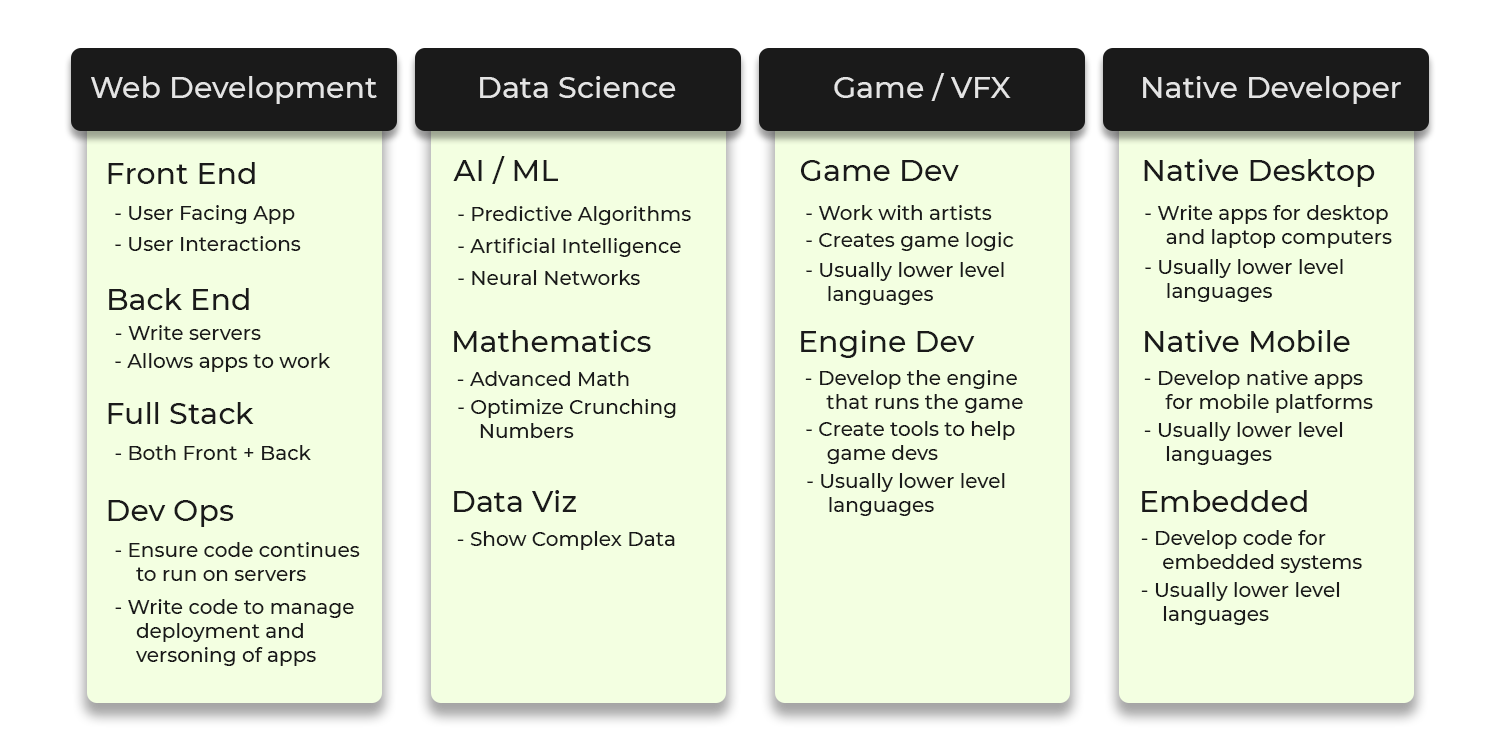 Web Development
Front End
- User Facing App
- User Interactions
Back End
- Write servers
- Allows apps to work
Full Stack
- Both Front + Back
Dev Ops
- Ensure code continues
to run on servers
- Write code to manage
deployment and
versoning of apps
Data Science
AI / ML
- Predictive Algorithms
- Artificial Intelligence
- Neural Networks
Mathematics
- Advanced Math
- Optimize Crunching
Numbers
Data Viz
- Show Complex Data
Game / VFX
Game Dev
- Work with artists
- Creates game logic
- Usually lower level
languages
Engine Dev
- Develop the engine
that runs the game
- Create tools to help
game devs
- Usually lower level
languages
Native Developer
Native Desktop
- Write apps for desktop
and laptop computers
- Usually lower level
languages
Native Mobile
- Develop native apps
for mobile platforms
- Usually lower level
languages
Embedded
- Develop code for
embedded systems
- Usually lower level
languages